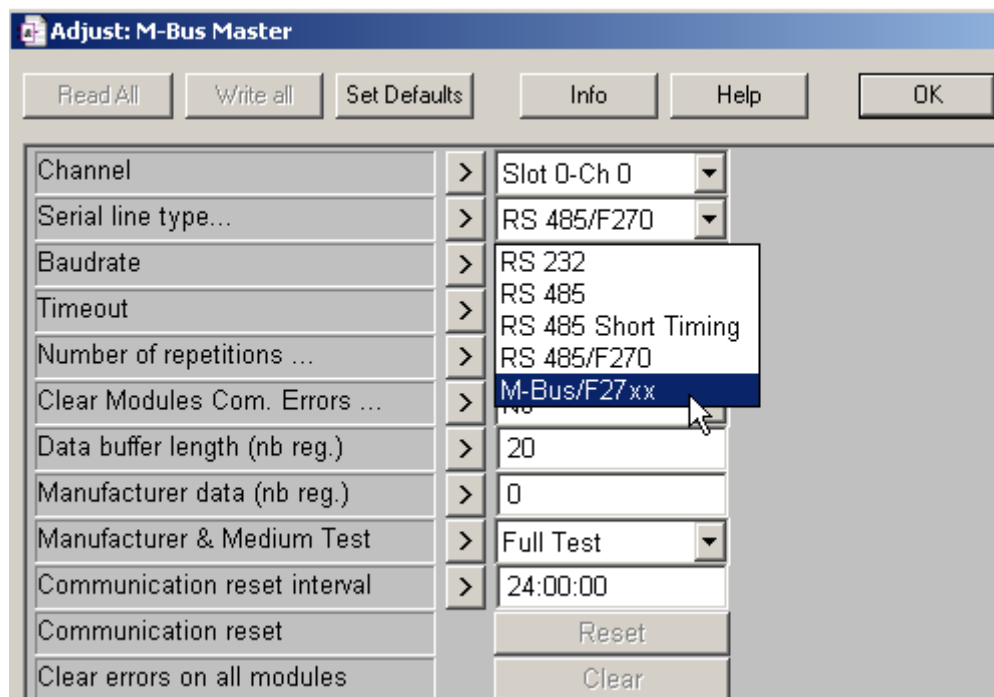 Adjust: M-Bus Master
Read All Write all Set Defaults Info Help OK
Channel > Slot 0-Ch 0
Serial line type... > RS 485/F270
Baudrate > RS 232
RS 485
Timeout > RS 485 Short Timing
Number of repetitions ... > RS 485/F270
Clear Modules Com. Errors ... > M-Bus/F27xx
No
Data buffer length (nb reg.) > 20
Manufacturer data (nb reg.) > 0
Manufacturer & Medium Test > Full Test
Communication reset interval > 24:00:00
Communication reset Reset
Clear errors on all modules Clear